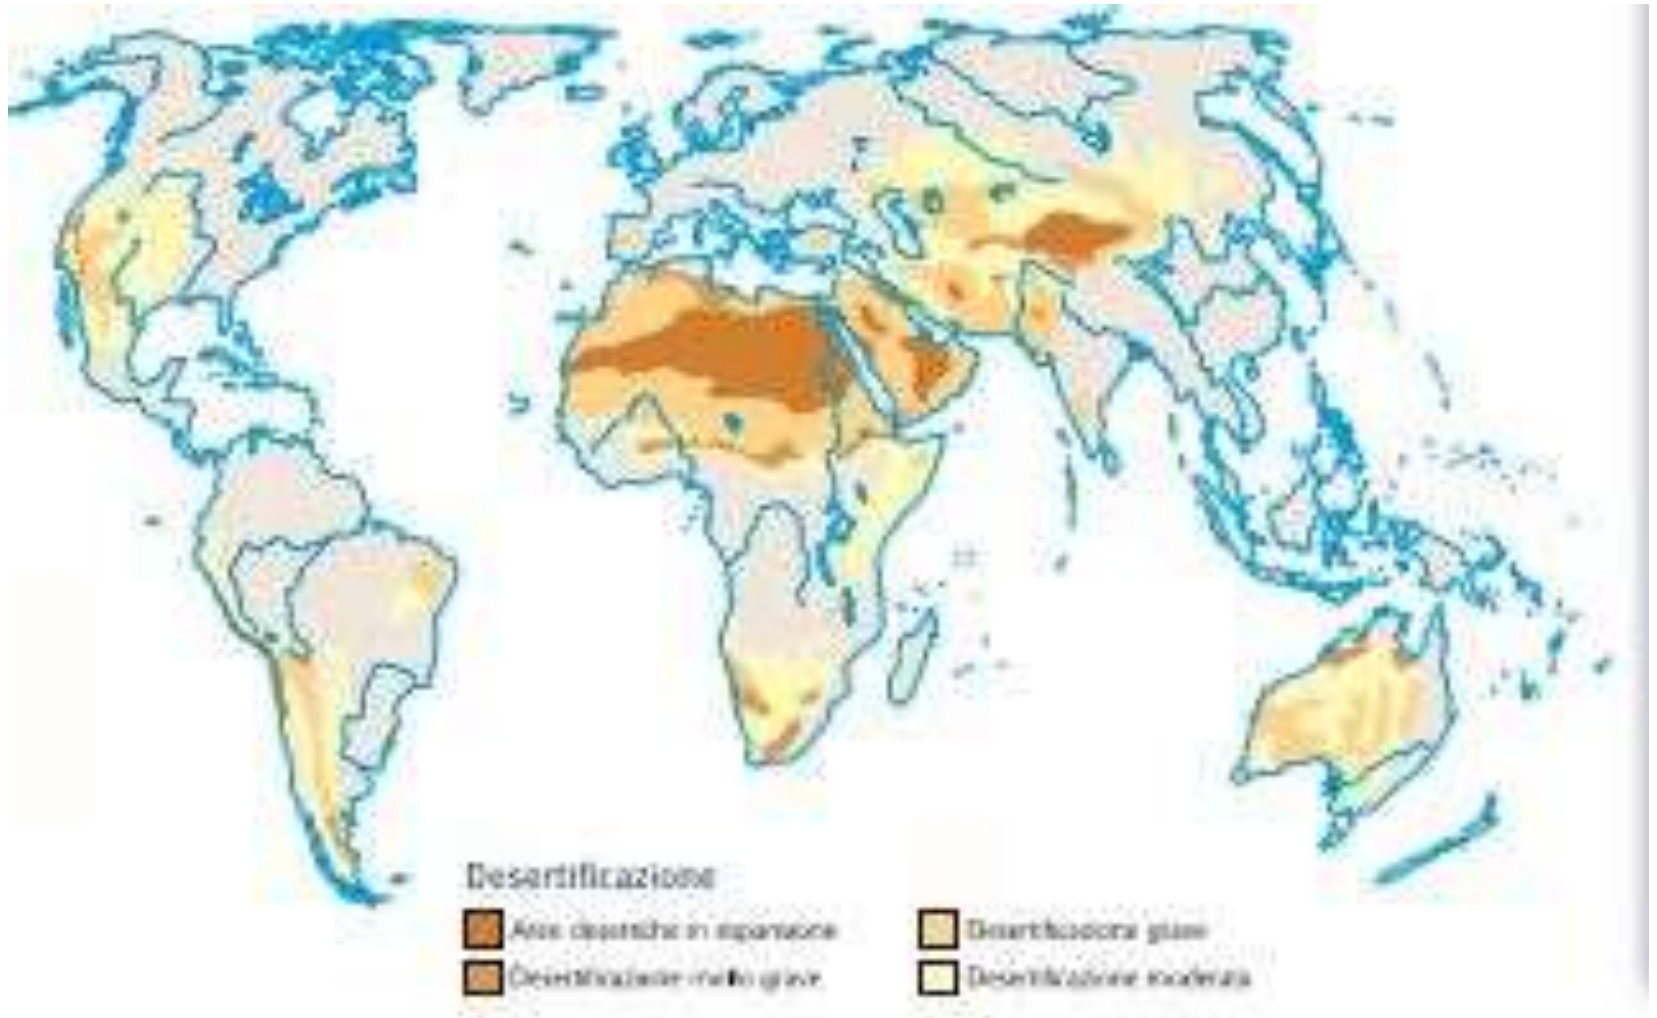 Desertificazione
Aree desertiche in espansione
Desertificazione molto grave
Desertificazione grave
Desertificazione moderata